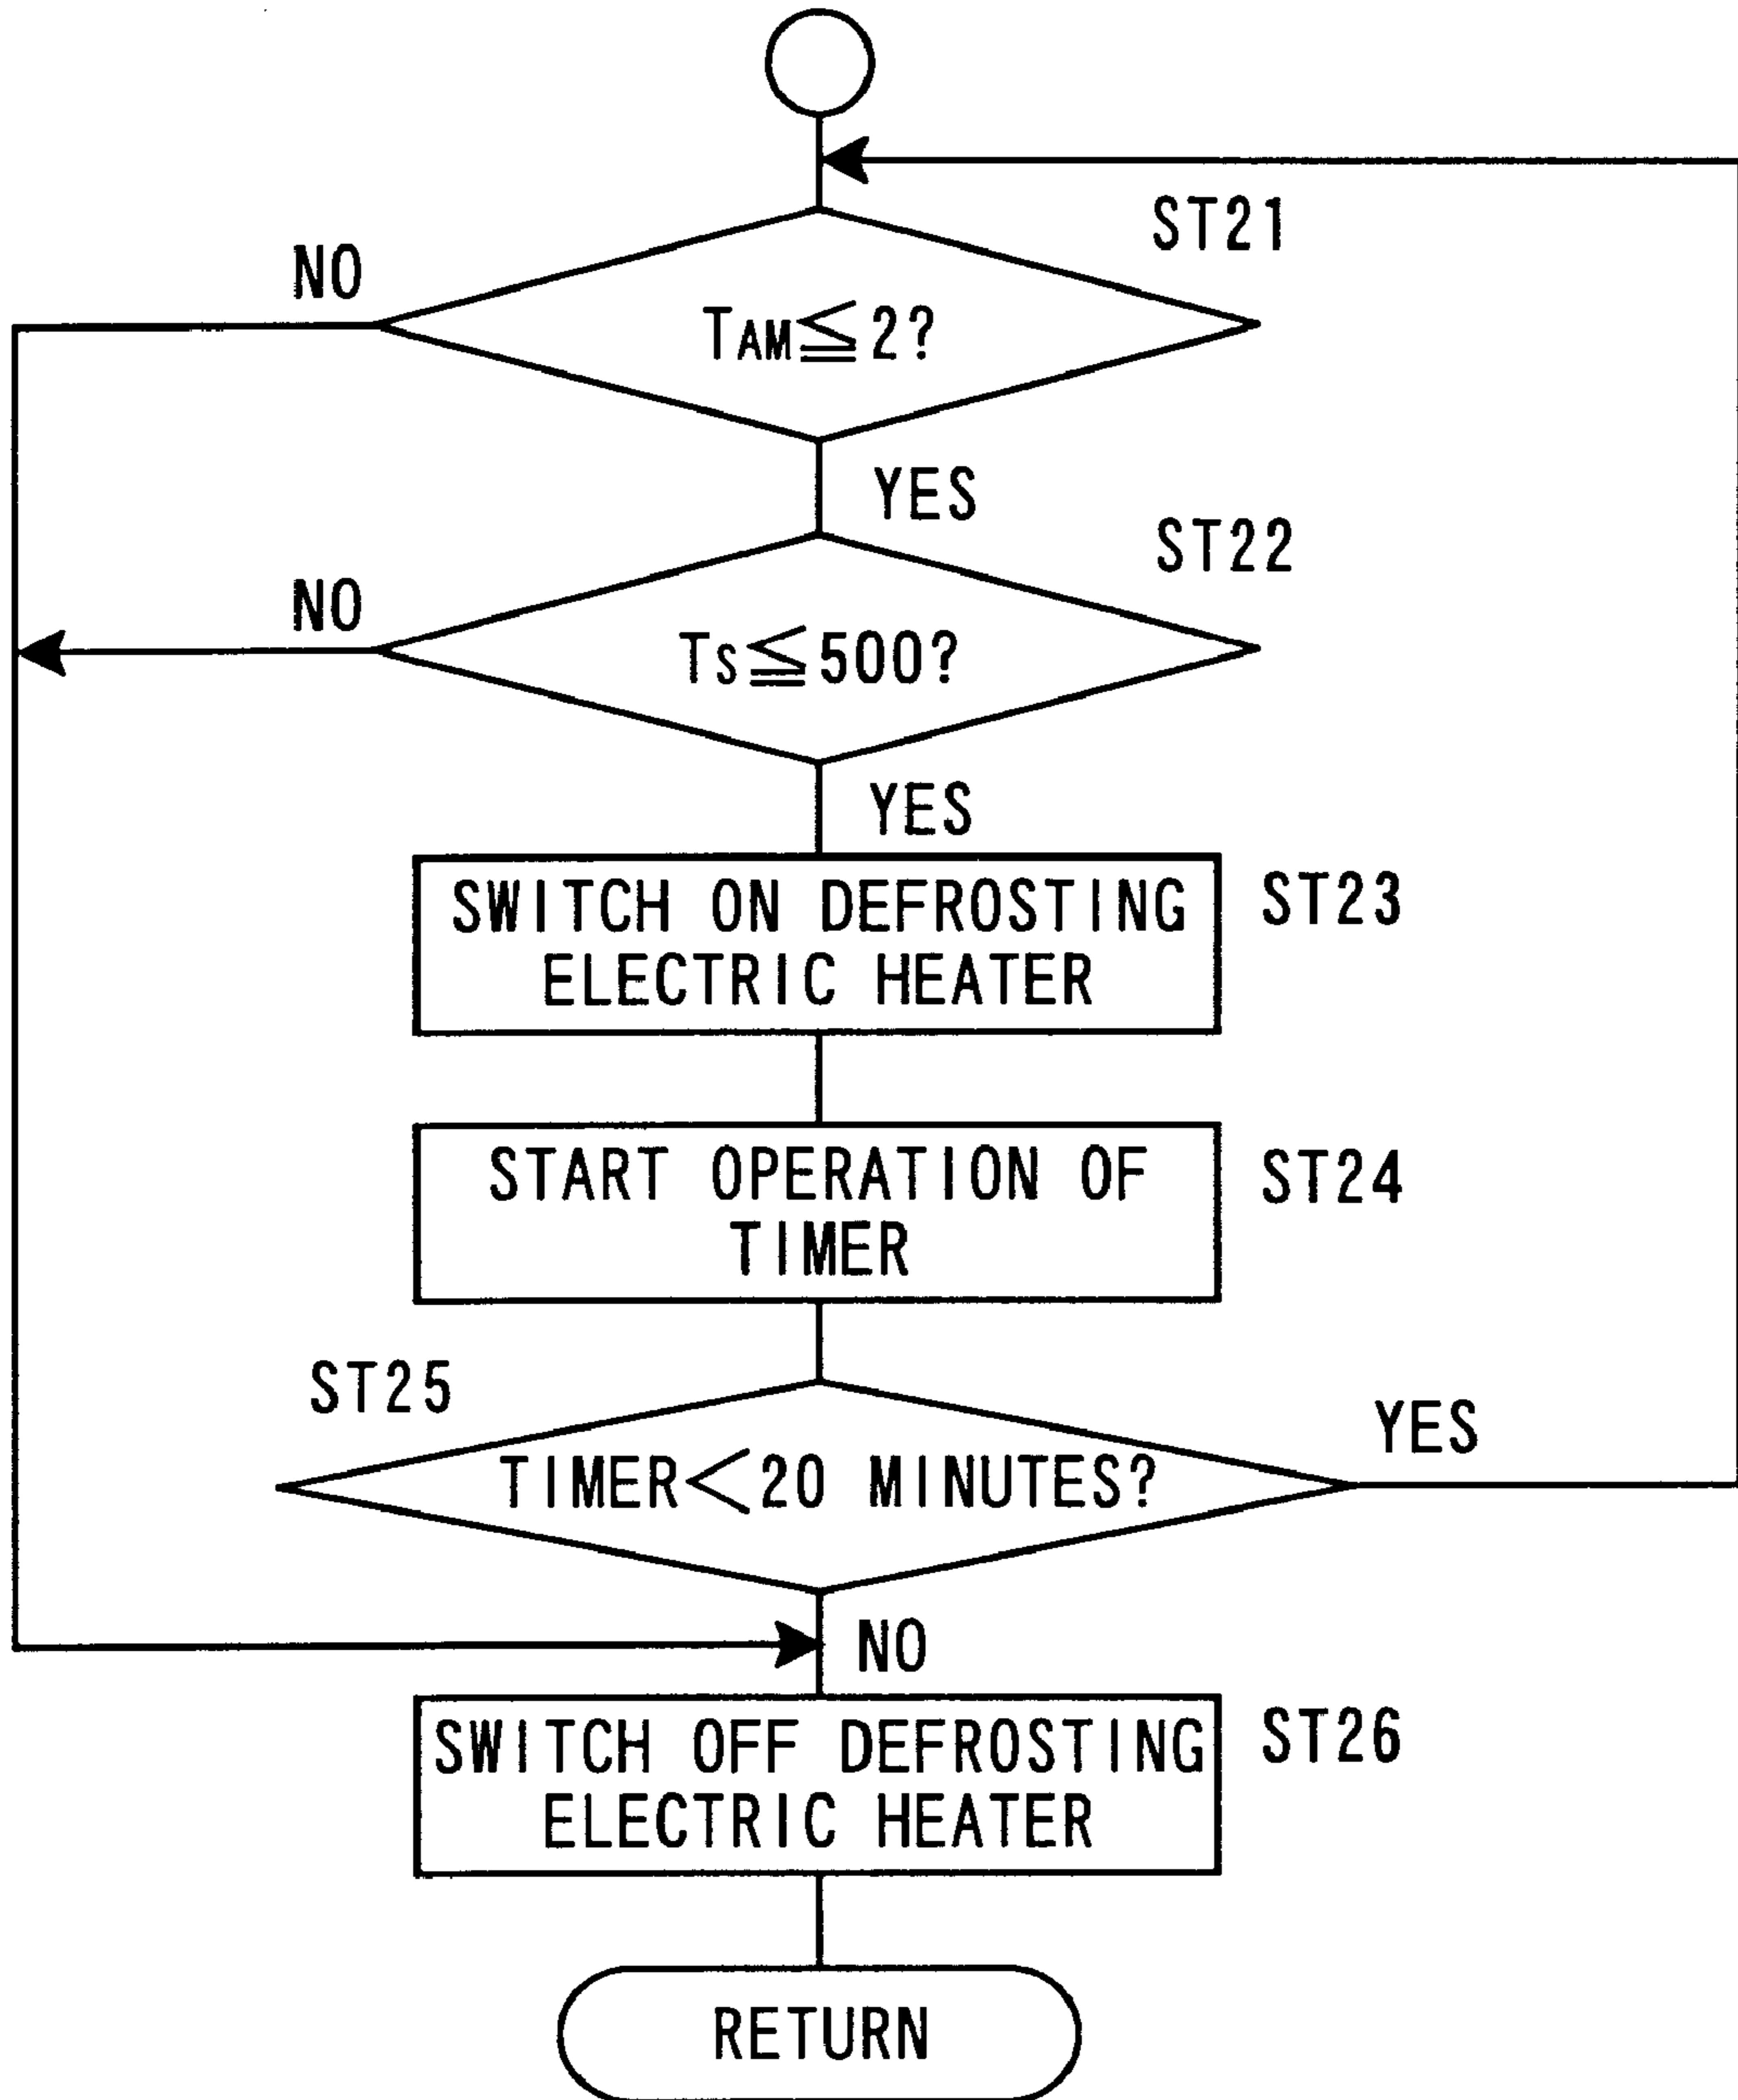 ST21
NO
TAM≦2?
YES
ST22
NO
TS≦500?
YES
SWITCH ON DEFROSTING
ELECTRIC HEATER
ST23
START OPERATION OF
TIMER
ST24
ST25
YES
TIMER<20 MINUTES?
NO
SWITCH OFF DEFROSTING
ELECTRIC HEATER
ST26
RETURN